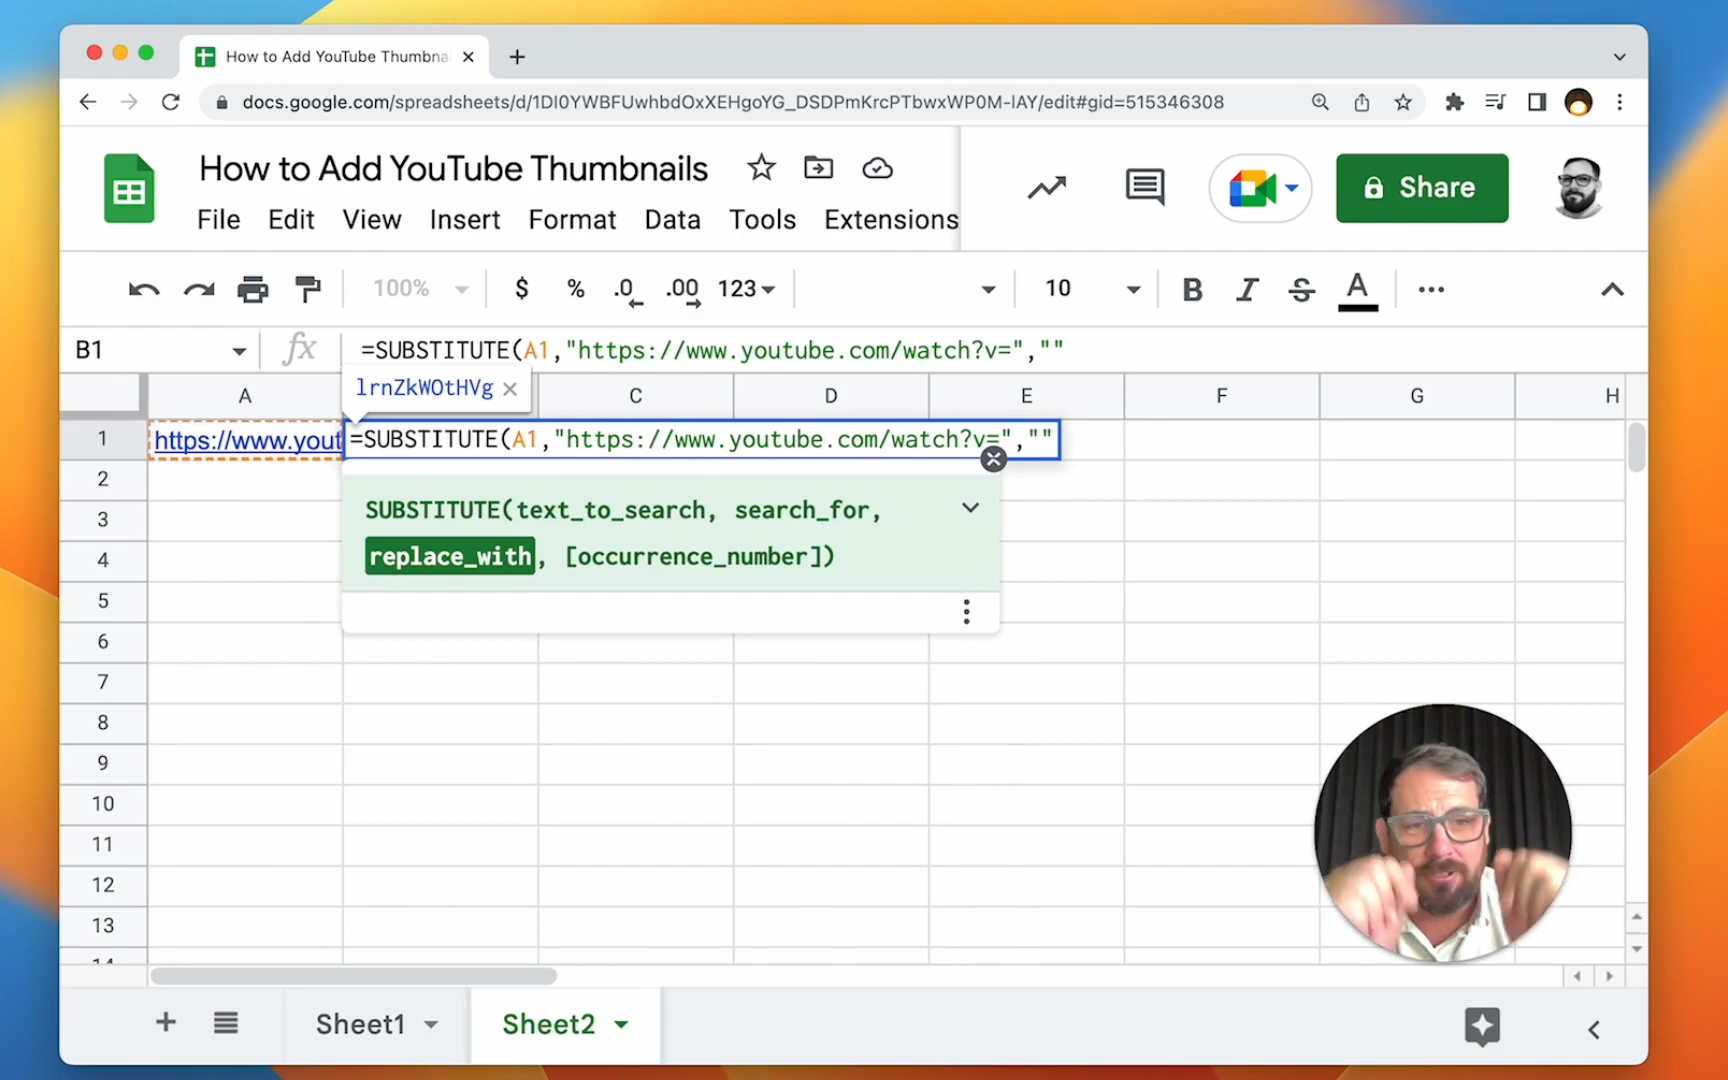 How to Add YouTube Thumbna
docs.google.com/spreadsheets/d/1DI0YWBFUwhbdOxXEHgoYG_DSDPmKrcPTbwxWP0M-lAY/edit#gid=515346308
How to Add YouTube Thumbnails
Share
File Edit View Insert Format Data Tools Extensions
100% $ % .0 .00 123 10 B I S A
B1 fx =SUBSTITUTE(A1,"https://www.youtube.com/watch?v=",""
lrnZkWOtHVg
A C D E F G H
1 https://www.yout =SUBSTITUTE(A1,"https://www.youtube.com/watch?v=",""
2
SUBSTITUTE(text_to_search, search_for,
3
replace_with, [occurrence_number])
4
5
6
7
8
9
10
11
12
13
14
Sheet1 Sheet2